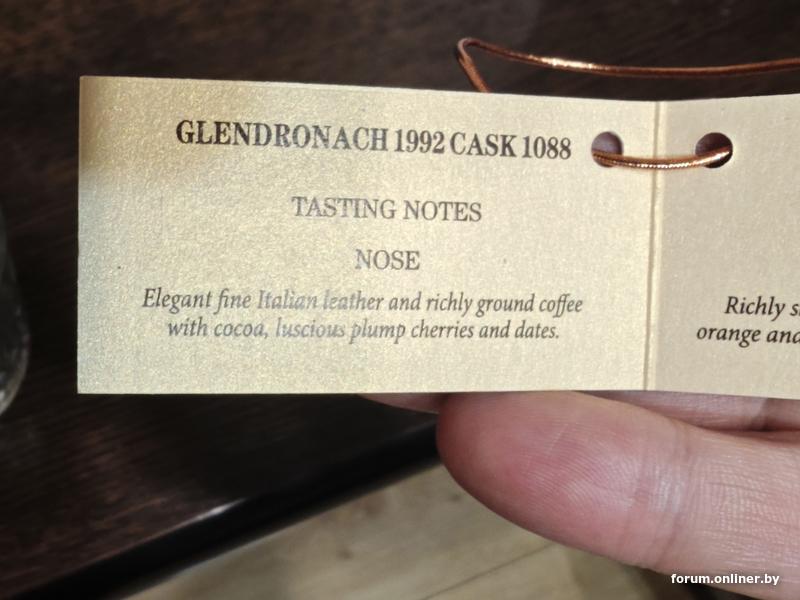 GLENDRONACH 1992 CASK 1088
TASTING NOTES
NOSE
Elegant fine Italian leather and richly ground coffee
with cocoa, luscious plump cherries and dates.
Richly
orange and
forum.onliner.by